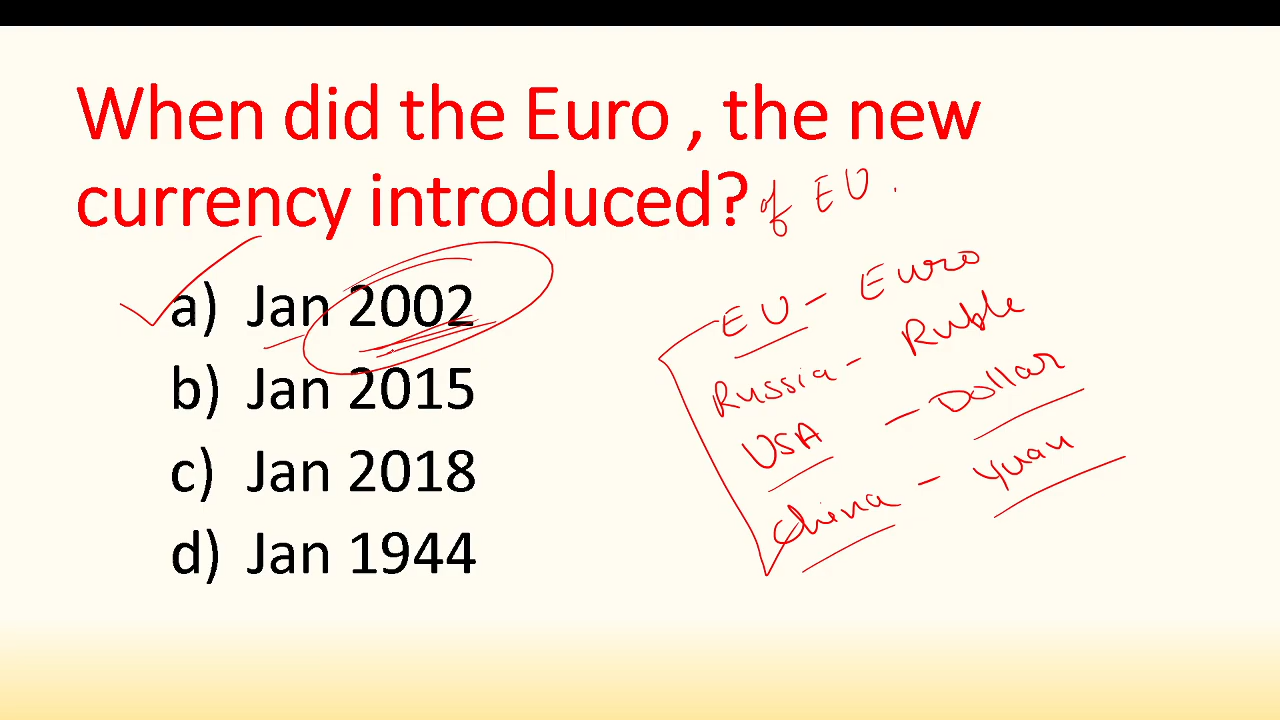 When did the Euro , the new
currency introduced? of EU.
a) Jan 2002
b) Jan 2015
c) Jan 2018
d) Jan 1944
EU - Euro
Russia - Ruble
USA - Dollar
China - Yuan